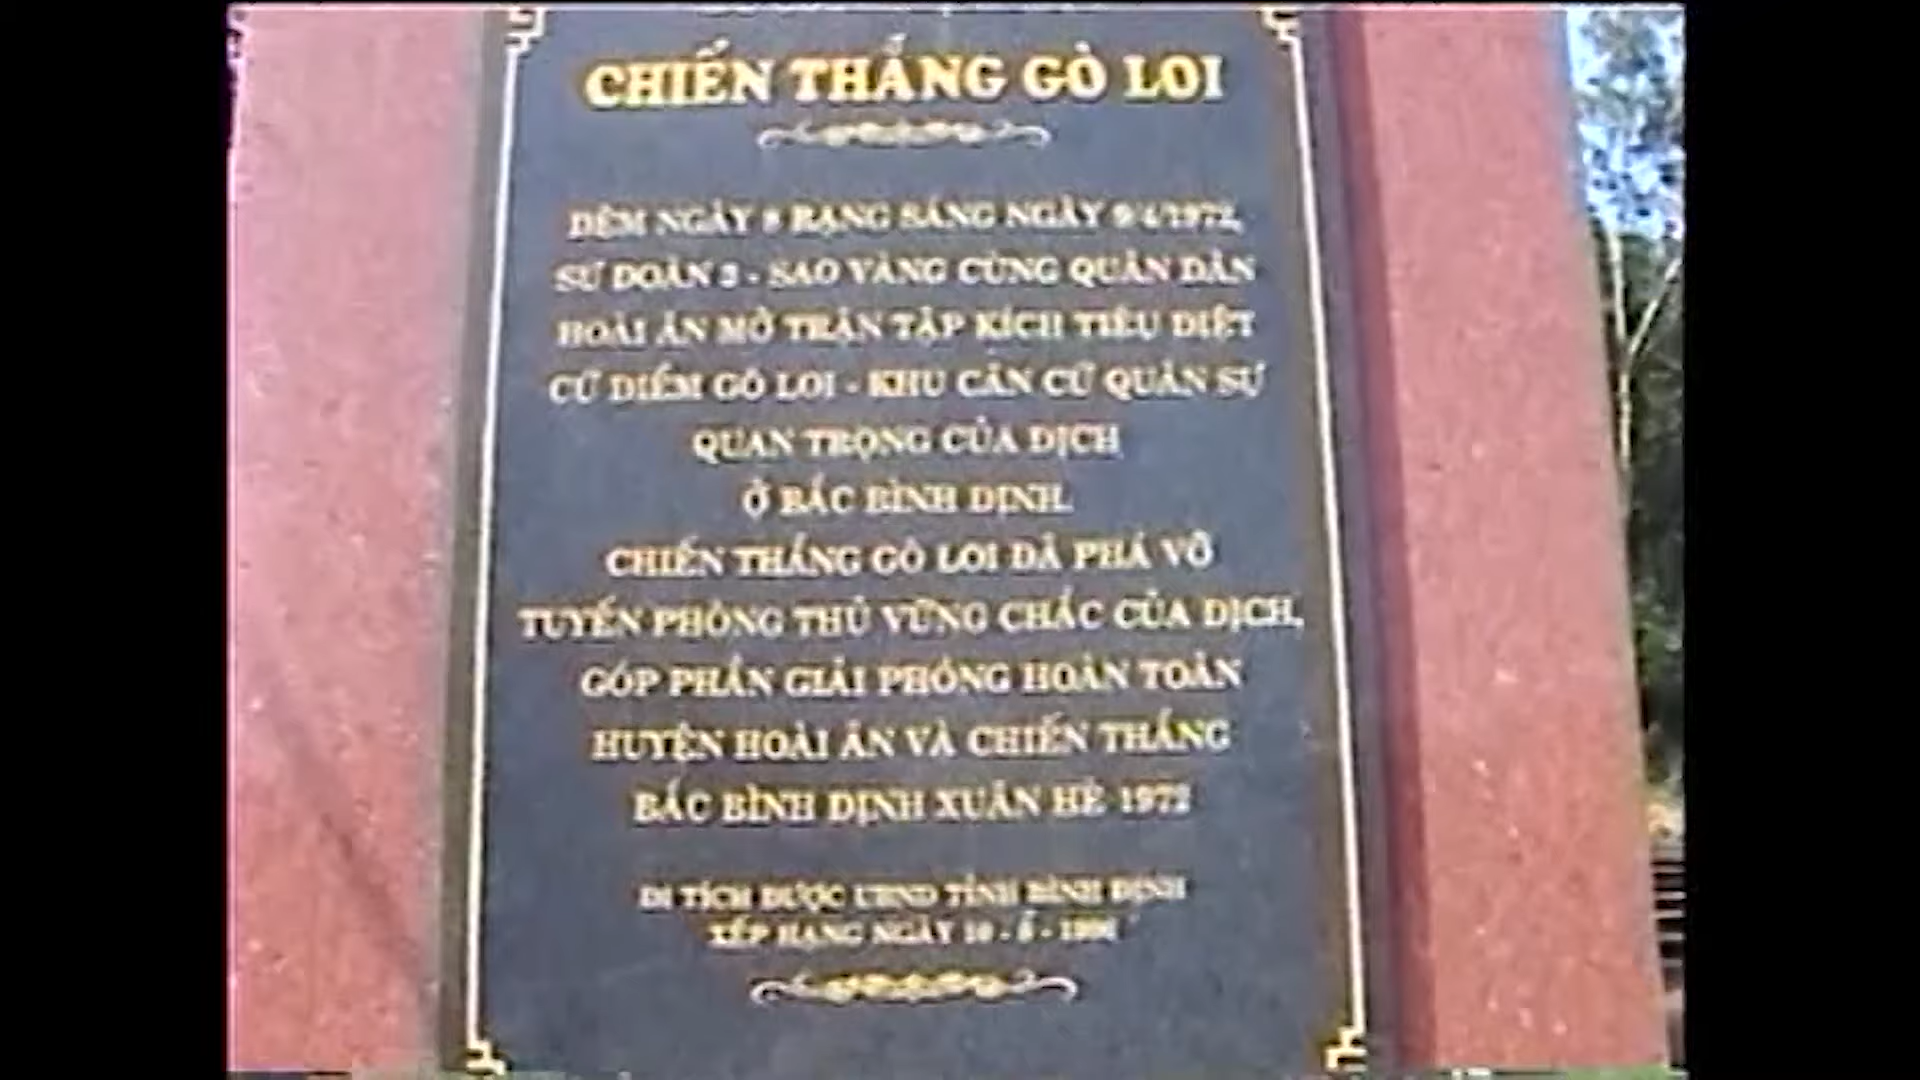 CHIẾN THẮNG GÒ LOI
ĐÊM NGÀY 8 RẠNG SÁNG NGÀY 9/4/1972,
SƯ ĐOÀN 3 - SAO VÀNG CÙNG QUÂN DÂN
HOÀI ÂN MỞ TRẬN TẬP KÍCH TIÊU DIỆT
CỨ ĐIỂM GÒ LOI - KHU CĂN CỨ QUÂN SỰ
QUAN TRỌNG CỦA ĐỊCH
Ở BẮC BÌNH ĐỊNH.
CHIẾN THẮNG GÒ LOI ĐÃ PHÁ VỠ
TUYẾN PHÒNG THỦ VỮNG CHẮC CỦA ĐỊCH,
GÓP PHẦN GIẢI PHÓNG HOÀN TOÀN
HUYỆN HOÀI ÂN VÀ CHIẾN THẮNG
BẮC BÌNH ĐỊNH XUÂN HÈ 1972
DI TÍCH ĐƯỢC UBND TỈNH BÌNH ĐỊNH
XẾP HẠNG NGÀY